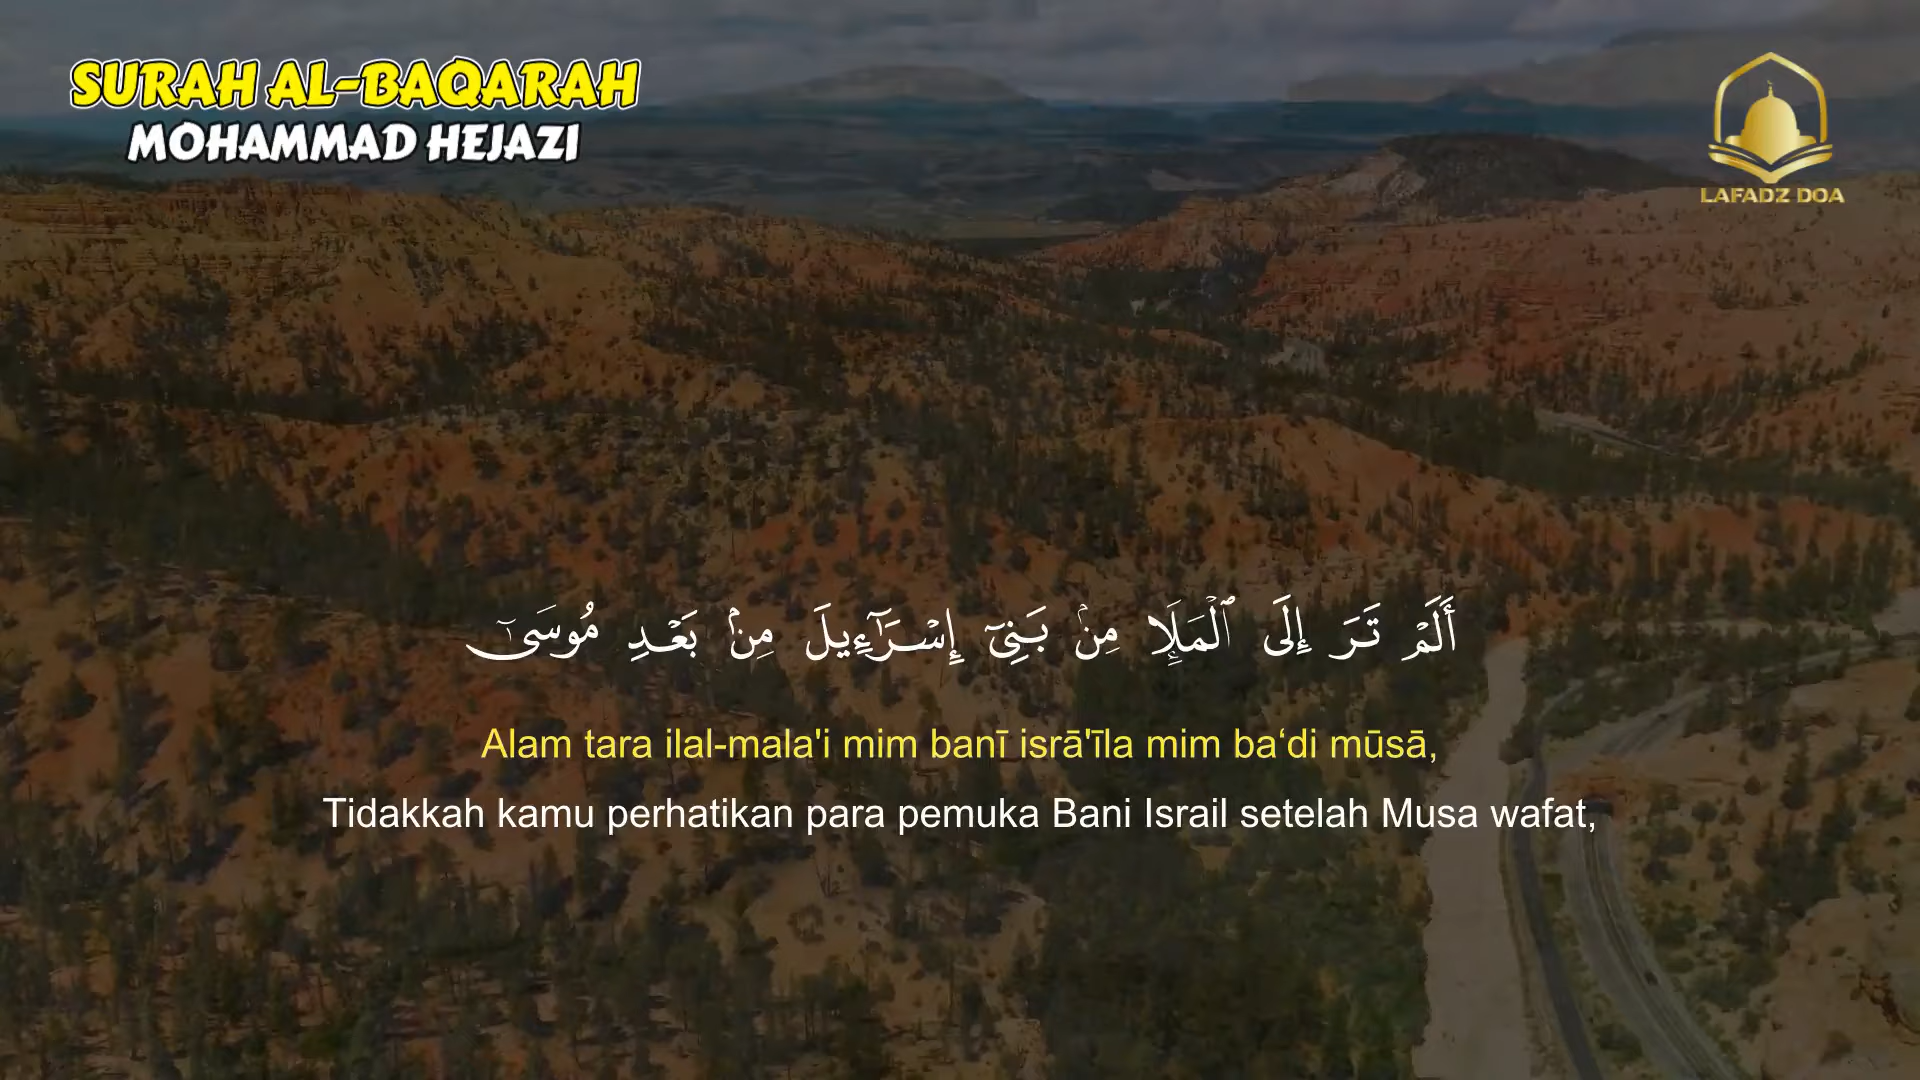 SURAH AL-BAQARAH
MOHAMMAD HEJAZI
LAFADZ DOA
أَلَمْ تَرَ إِلَى ٱلْمَلَإِ مِنۢ بَنِىٓ إِسْرَٰٓءِيلَ مِنۢ بَعْدِ مُوسَىٰٓ
Alam tara ilal-mala'i mim banī isrā'īla mim ba‘di mūsā,
Tidakkah kamu perhatikan para pemuka Bani Israil setelah Musa wafat,